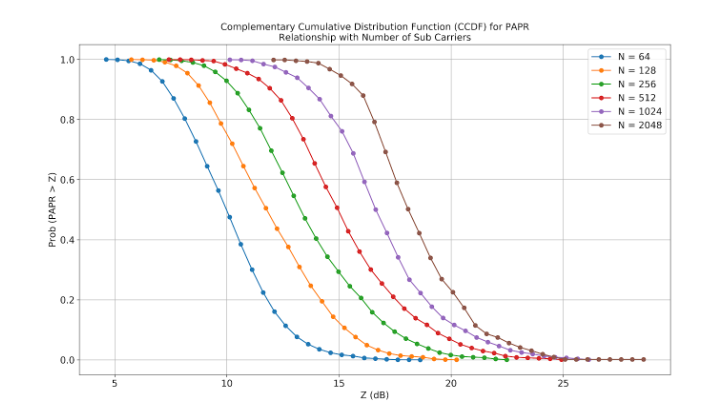 Complementary Cumulative Distribution Function (CCDF) for PAPR
Relationship with Number of Sub Carriers
Prob (PAPR > Z)
1.0
0.8
0.6
0.4
0.2
0.0
N = 64
N = 128
N = 256
N = 512
N = 1024
N = 2048
5
10
15
20
25
Z (dB)